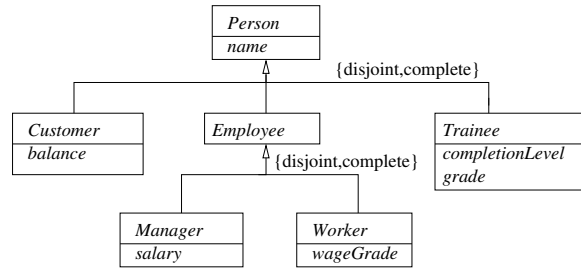 Person
name
{disjoint,complete}
Customer
balance
Employee
Trainee
completionLevel
grade
{disjoint,complete}
Manager
salary
Worker
wageGrade